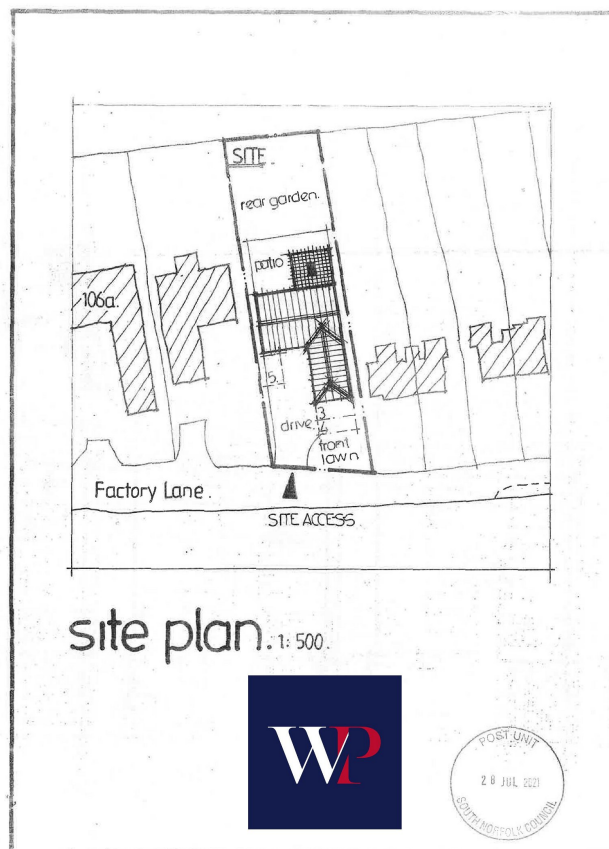 SITE
rear garden.
patio
106a.
5.
drive.
3
2
front
lawn
Factory Lane.
SITE ACCESS
site plan. 1:500.
WP
POST UNIT
28 JUL 2021
SOUTH NORFOLK COUNCIL